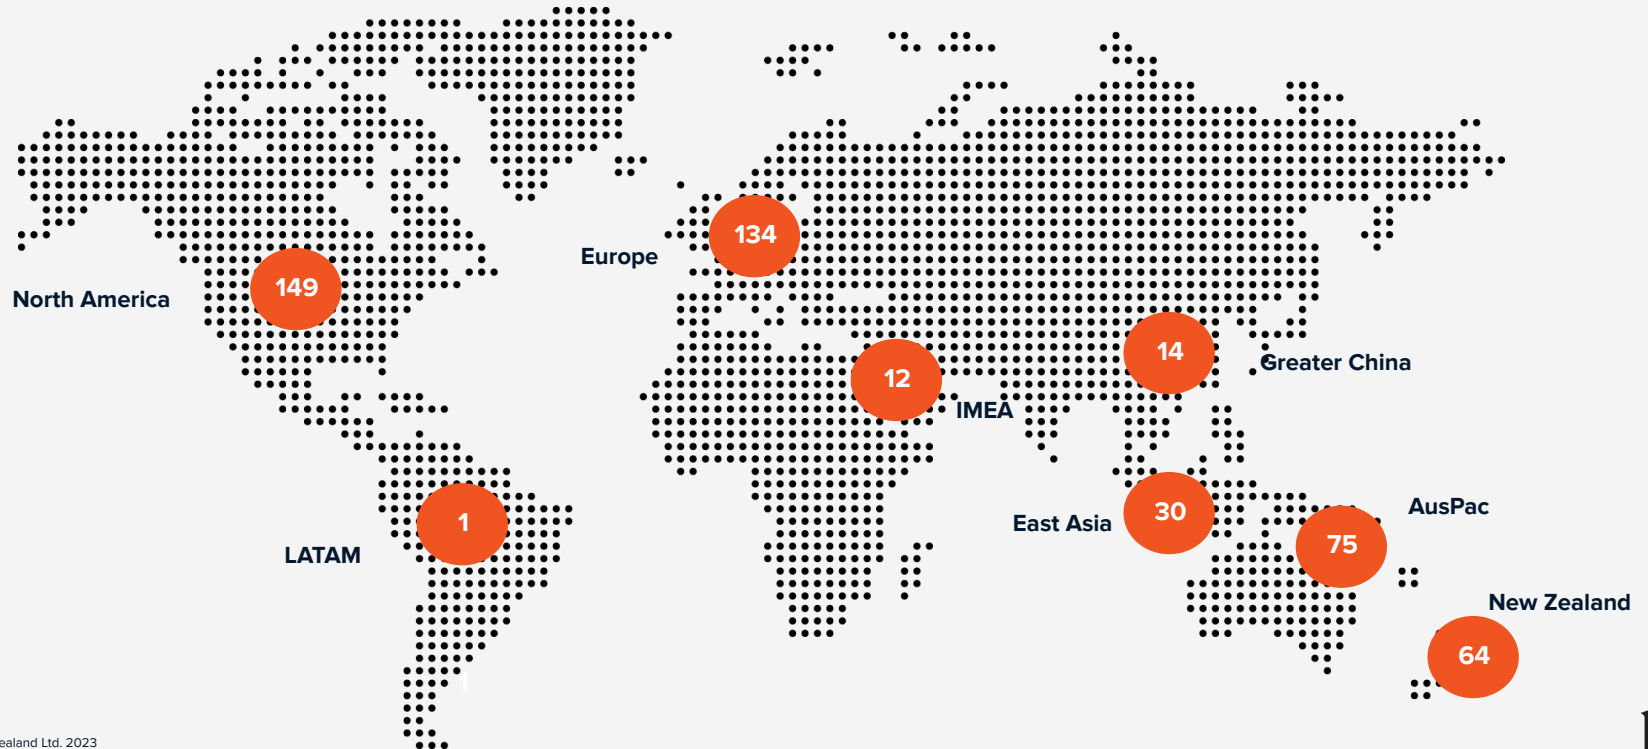 134
Europe
149
North America
14
Greater China
12
IMEA
30
East Asia
AusPac
75
1
LATAM
New Zealand
64
1
ealand Ltd. 2023